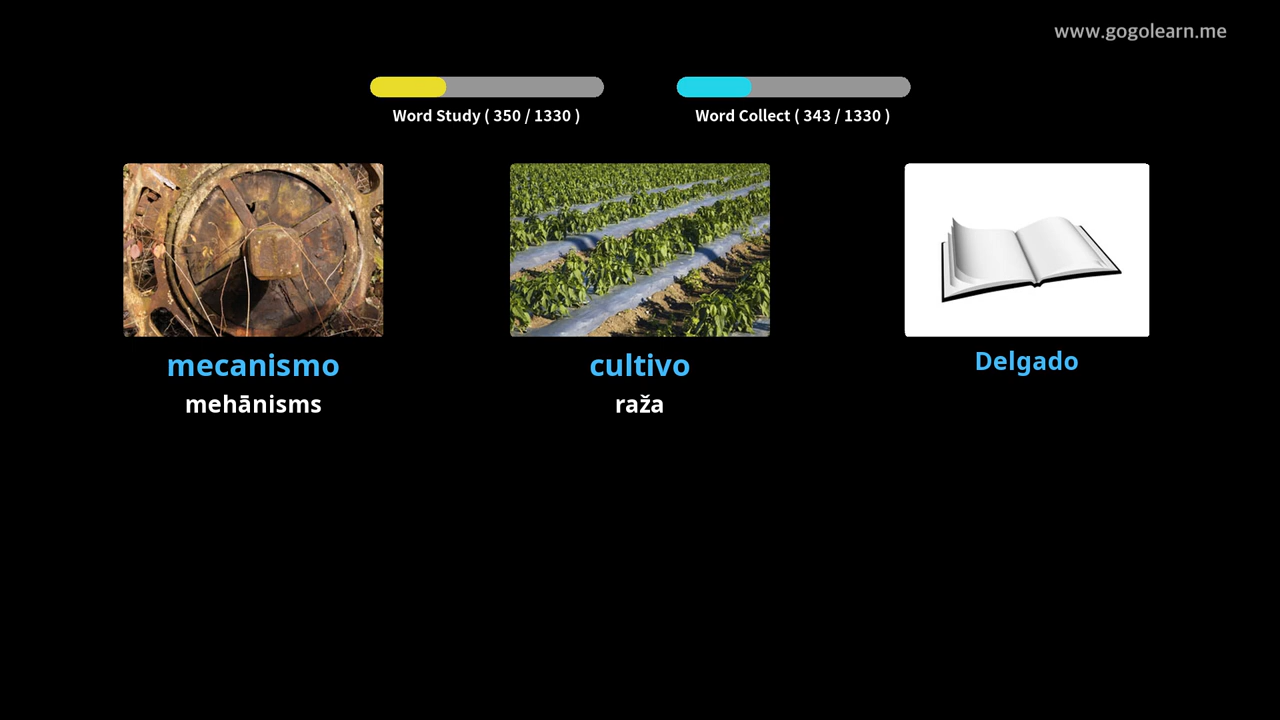 www.gogolearn.me
Word Study ( 350 / 1330 )
Word Collect ( 343 / 1330 )
mecanismo
mehānisms
cultivo
raža
Delgado